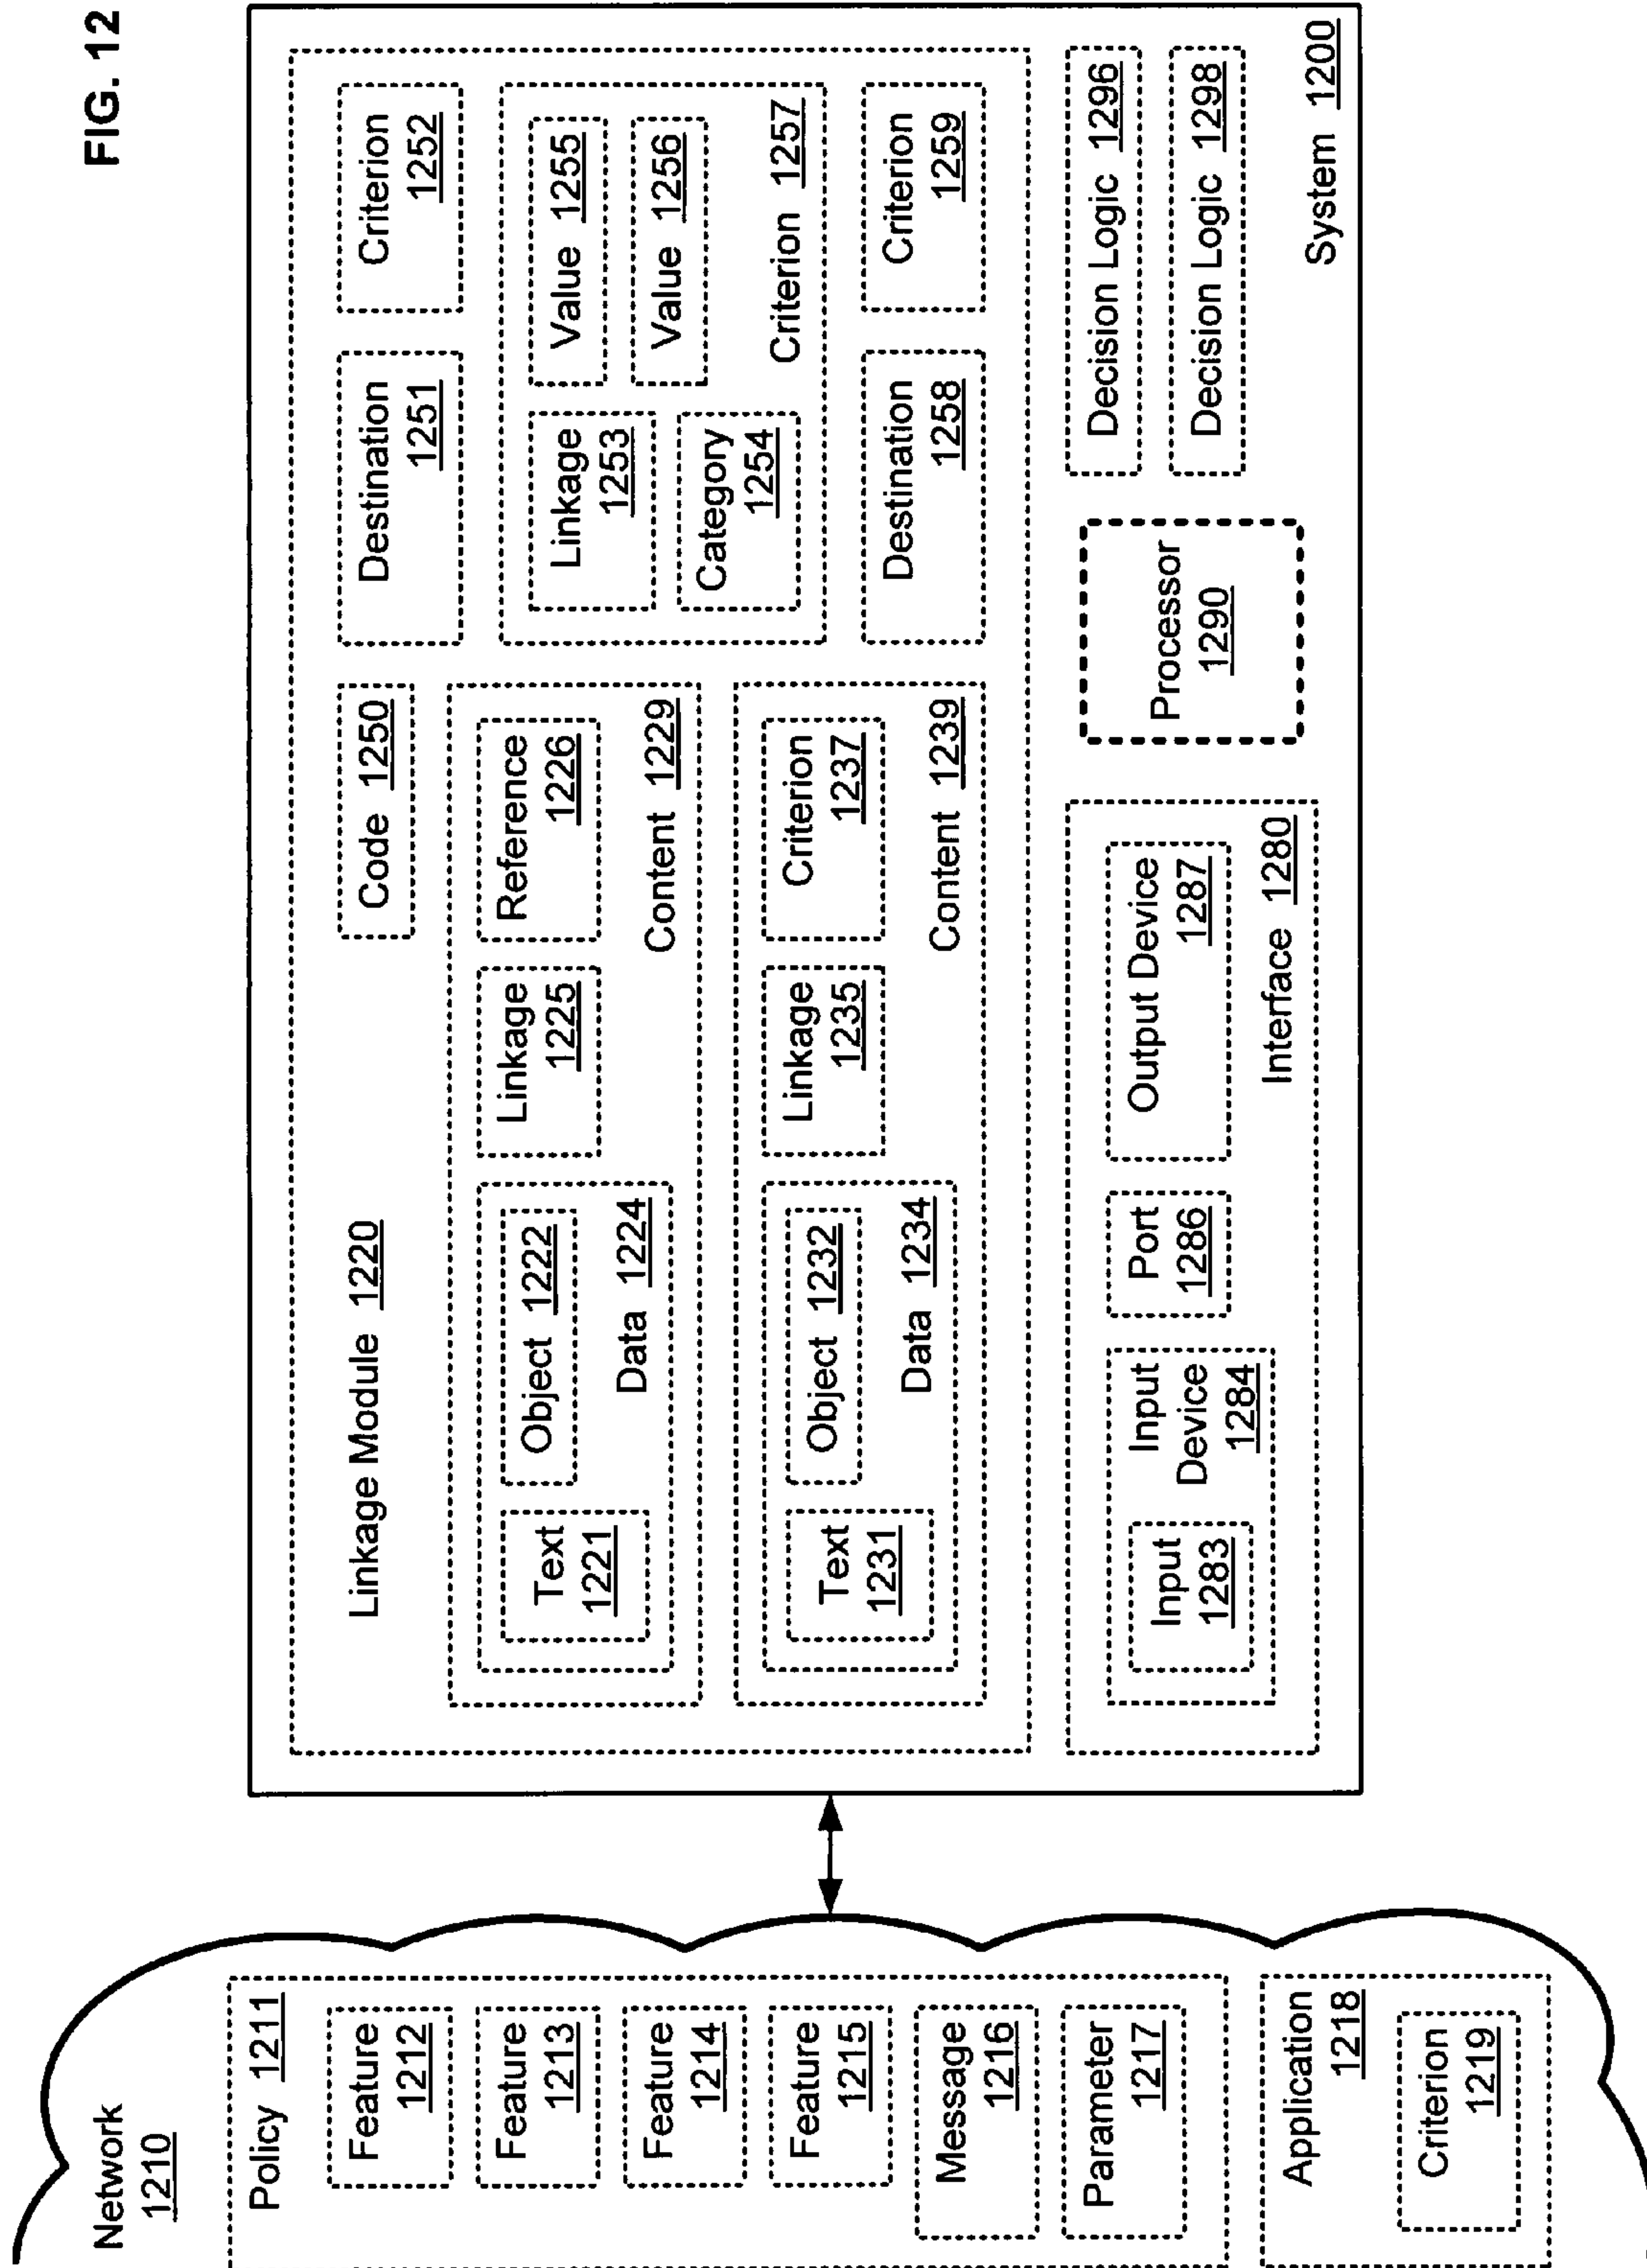 FIG. 12
Network
1210
Policy 1211
Feature
1212
Feature
1213
Feature
1214
Feature
1215
Message
1216
Parameter
1217
Application
1218
Criterion
1219
Linkage Module 1220
Text
1221
Object 1222
Data 1224
Linkage
1225
Reference
1226
Content 1229
Text
1231
Object 1232
Data 1234
Linkage
1235
Criterion
1237
Content 1239
Code 1250
Destination
1251
Criterion
1252
Linkage
1253
Category
1254
Value 1255
Value 1256
Criterion 1257
Destination
1258
Criterion
1259
Input
1283
Input
Device
1284
Port
1286
Output Device
1287
Interface 1280
Processor
1290
Decision Logic 1296
Decision Logic 1298
System 1200